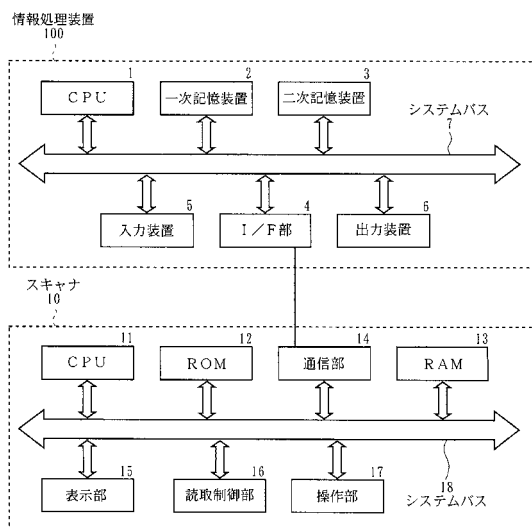 情報処理装置
100
1
2
3
CPU
一次記憶装置
二次記憶装置
システムバス
7
5
4
6
入力装置
I/F部
出力装置
スキャナ
10
11
12
14
13
CPU
ROM
通信部
RAM
15
16
17
18
表示部
読取制御部
操作部
システムバス